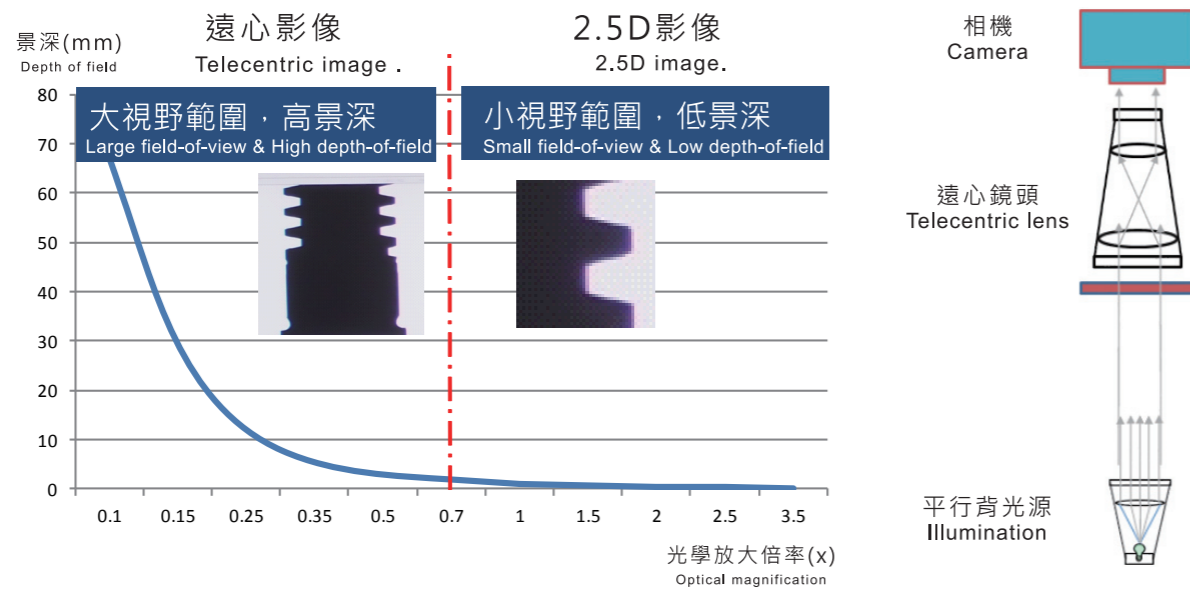 景深(mm)
Depth of field
遠心影像
Telecentric image .
2.5D影像
2.5D image.
大視野範圍，高景深
Large field-of-view & High depth-of-field
小視野範圍，低景深
Small field-of-view & Low depth-of-field
80
70
60
50
40
30
20
10
0
0.1 0.15 0.25 0.35 0.5 0.7 1 1.5 2 2.5 3.5
光學放大倍率(x)
Optical magnification
相機
Camera
遠心鏡頭
Telecentric lens
平行背光源
Illumination